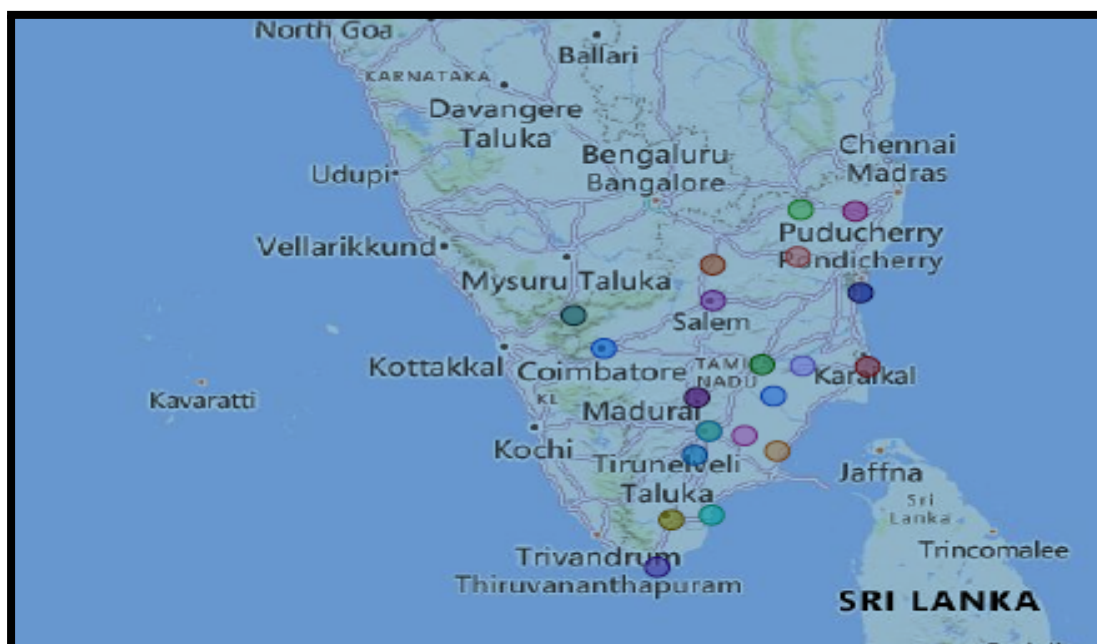 North Goa
Ballari
KARNATAKA
Davangere
Taluka
Chennai
Madras
Bengaluru
Bangalore
Udupi
Puducherry
Pondicherry
Vellarikkund
Mysuru Taluka
Salem
Kottakkal
Coimbatore
TAMIL
NADU
Karaikal
Kavaratti
KL
Madurai
Kochi
Tirunelveli
Taluka
Jaffna
Sri
Lanka
Trivandrum
Thiruvananthapuram
Trincomalee
SRI LANKA